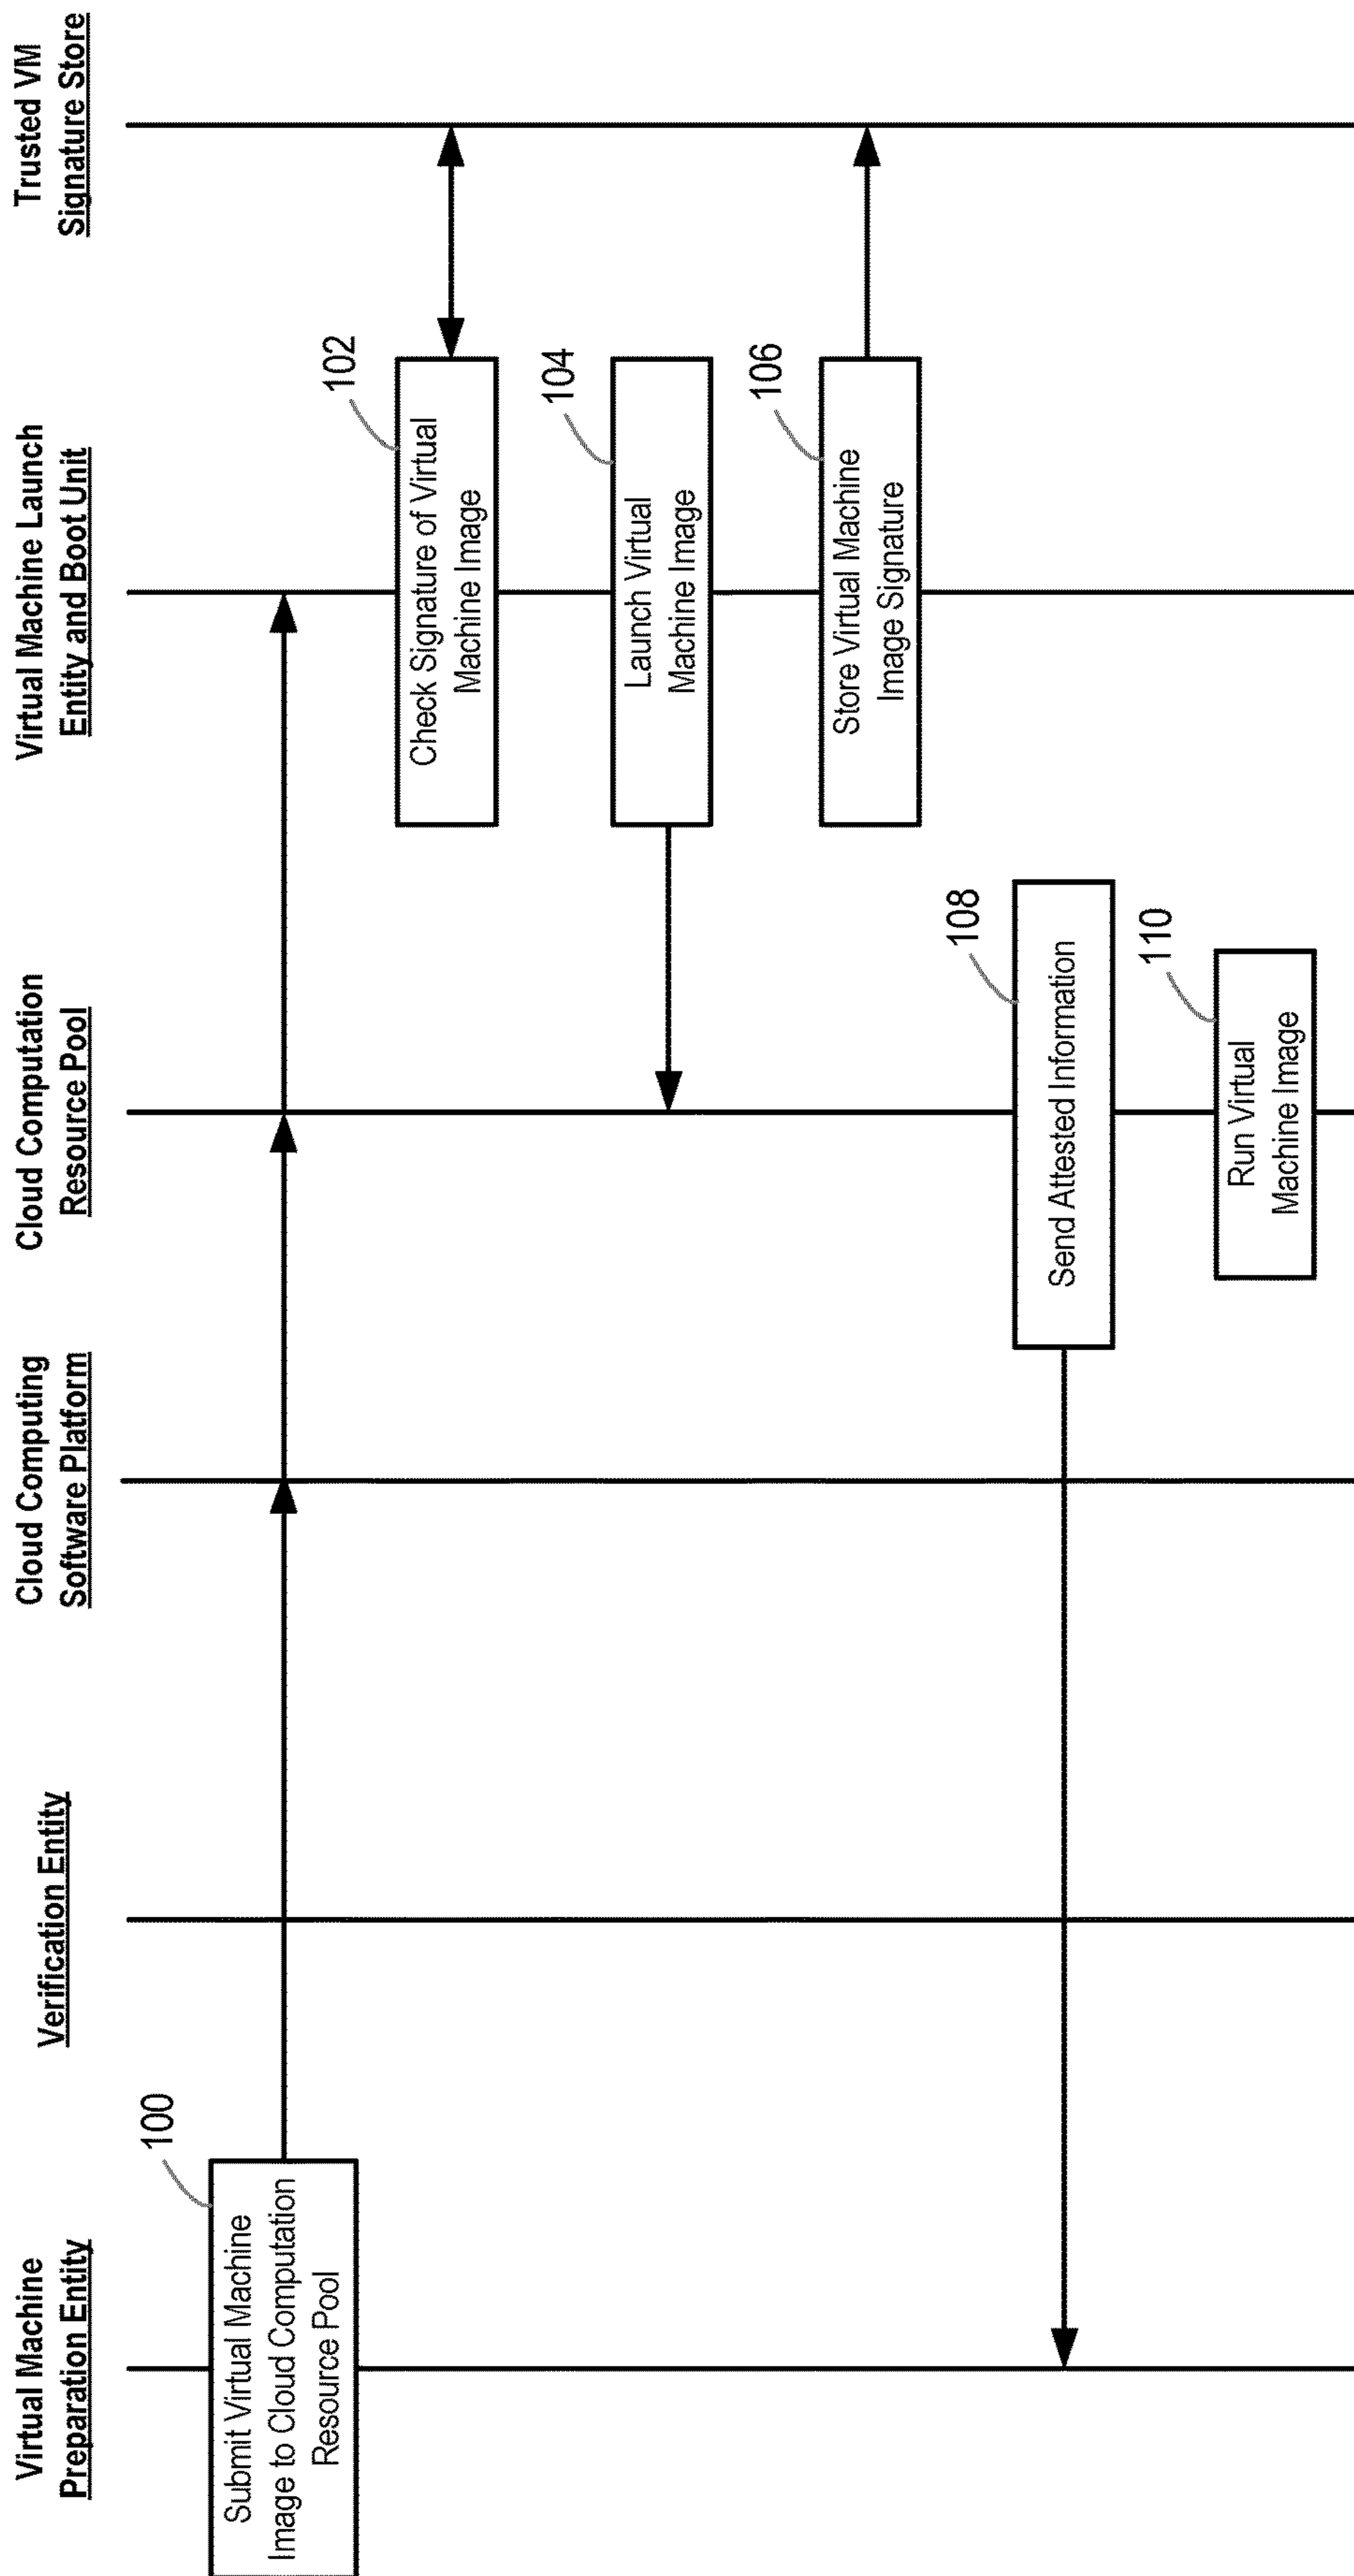 Virtual Machine
Preparation Entity
Verification Entity
Cloud Computing
Software Platform
Cloud Computation
Resource Pool
Virtual Machine Launch
Entity and Boot Unit
Trusted VM
Signature Store
100
Submit Virtual Machine
Image to Cloud Computation
Resource Pool
102
Check Signature of Virtual
Machine Image
104
Launch Virtual
Machine Image
106
Store Virtual Machine
Image Signature
108
Send Attested Information
110
Run Virtual
Machine Image